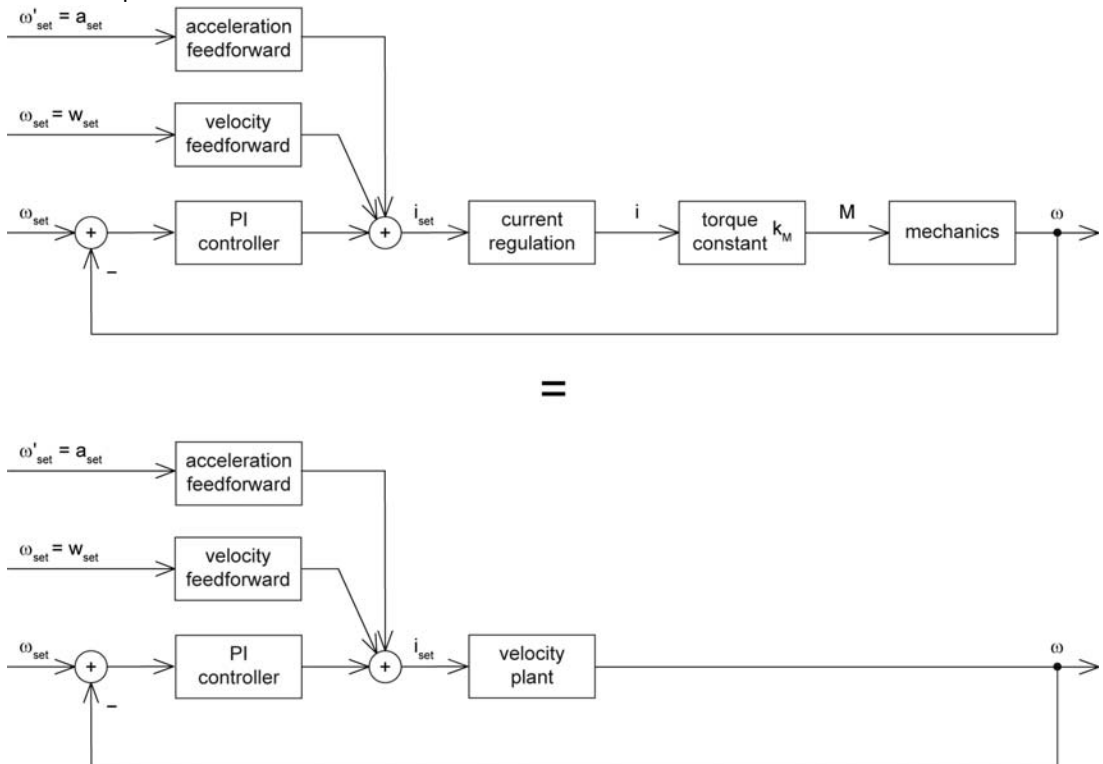 ω'set = aset
acceleration
feedforward
ωset = wset
velocity
feedforward
ωset
+
–
PI
controller
+
iset
current
regulation
i
torque
constant kM
M
mechanics
ω
=
ω'set = aset
acceleration
feedforward
ωset = wset
velocity
feedforward
ωset
+
–
PI
controller
+
iset
velocity
plant
ω